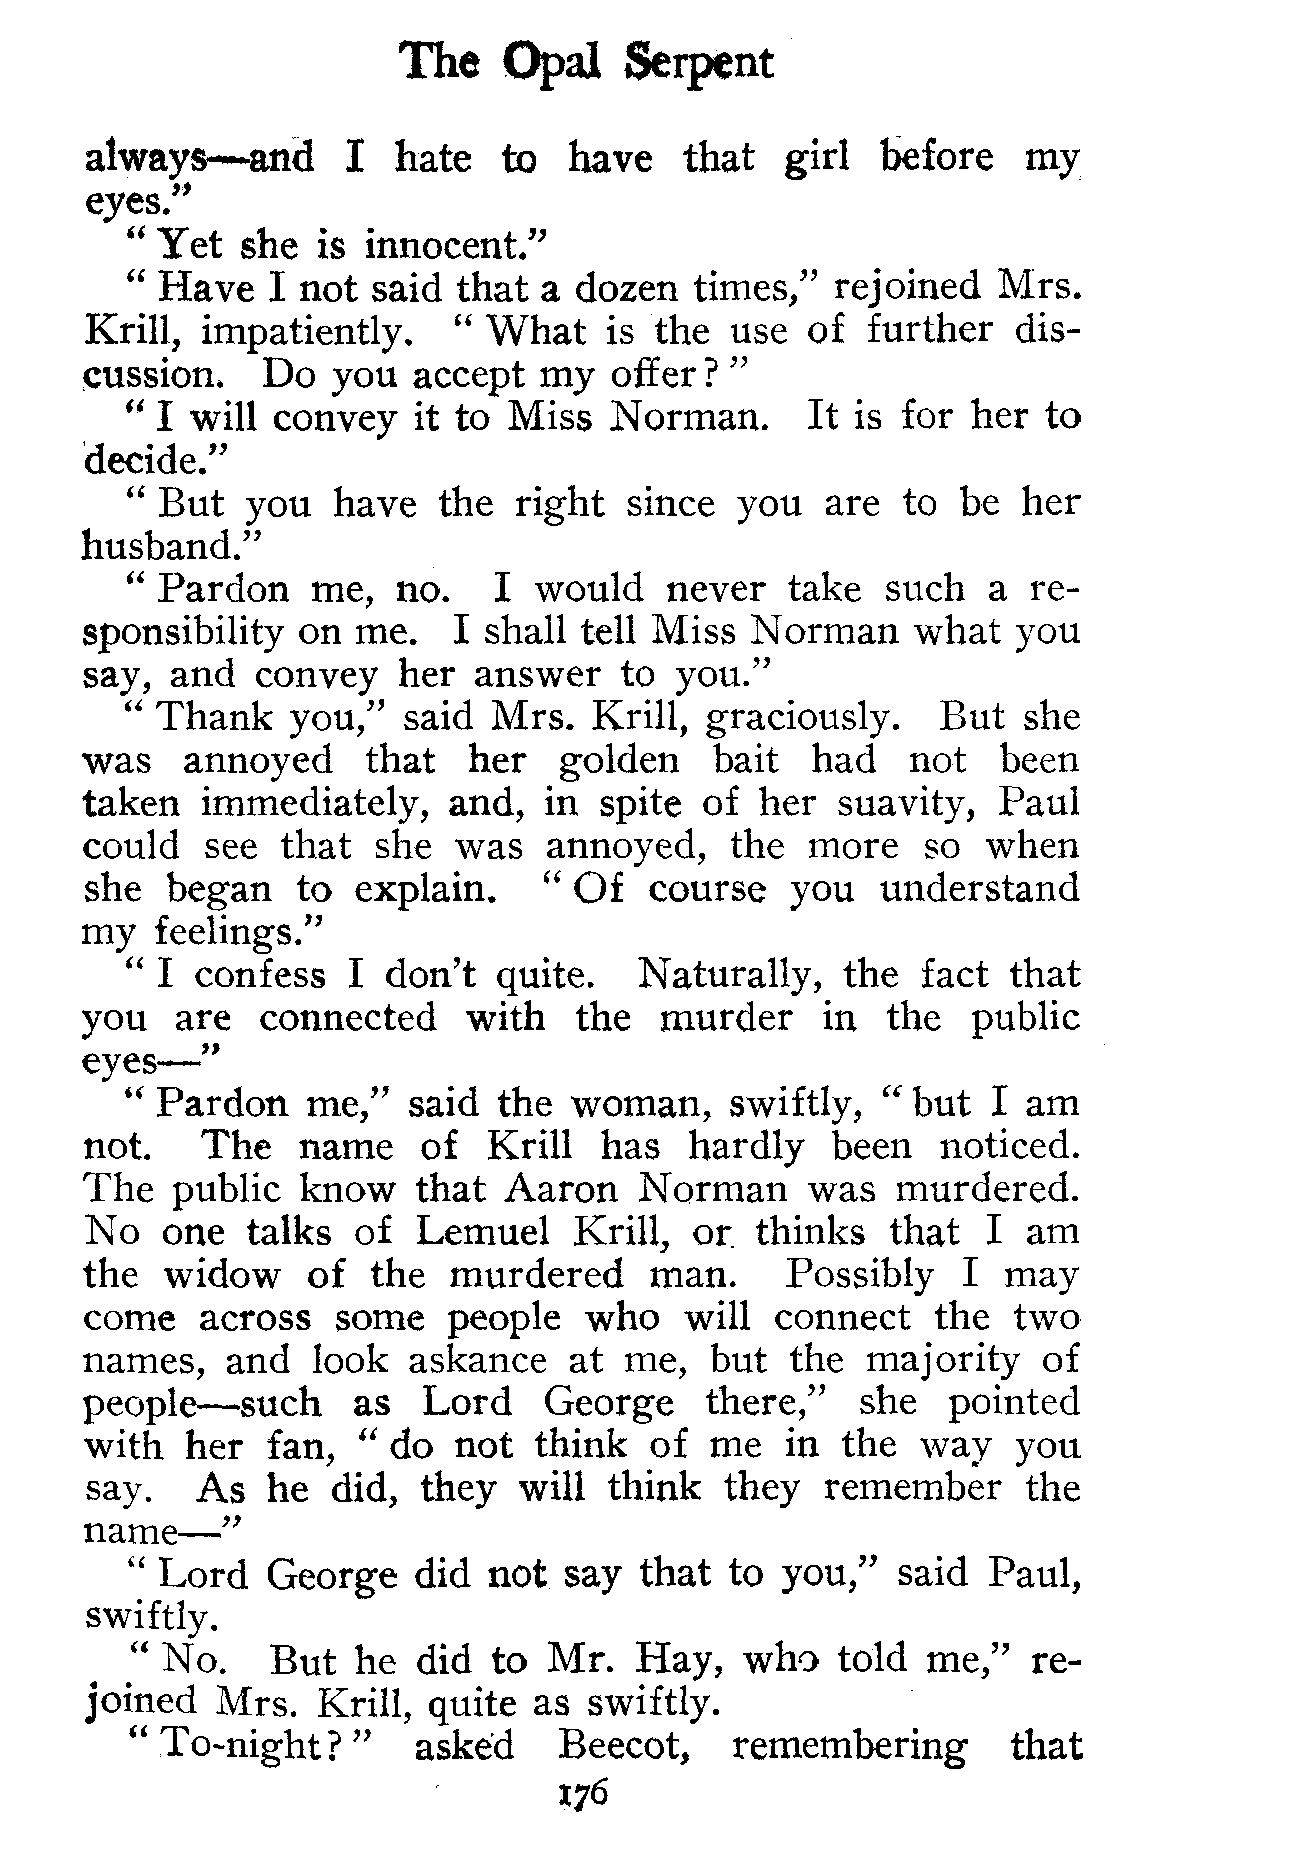 The Opal Serpent
always—and I hate to have that girl before my
eyes."
" Yet she is innocent."
" Have I not said that a dozen times," rejoined Mrs.
Krill, impatiently. " What is the use of further dis-
cussion. Do you accept my offer? "
" I will convey it to Miss Norman. It is for her to
decide."
" But you have the right since you are to be her
husband."
" Pardon me, no. I would never take such a re-
sponsibility on me. I shall tell Miss Norman what you
say, and convey her answer to you."
" Thank you," said Mrs. Krill, graciously. But she
was annoyed that her golden bait had not been
taken immediately, and, in spite of her suavity, Paul
could see that she was annoyed, the more so when
she began to explain. " Of course you understand
my feelings."
" I confess I don't quite. Naturally, the fact that
you are connected with the murder in the public
eyes—"
" Pardon me," said the woman, swiftly, " but I am
not. The name of Krill has hardly been noticed.
The public know that Aaron Norman was murdered.
No one talks of Lemuel Krill, or thinks that I am
the widow of the murdered man. Possibly I may
come across some people who will connect the two
names, and look askance at me, but the majority of
people—such as Lord George there," she pointed
with her fan, " do not think of me in the way you
say. As he did, they will think they remember the
name—"
" Lord George did not say that to you," said Paul,
swiftly.
" No. But he did to Mr. Hay, who told me," re-
joined Mrs. Krill, quite as swiftly.
" To-night? " asked Beecot, remembering that
176